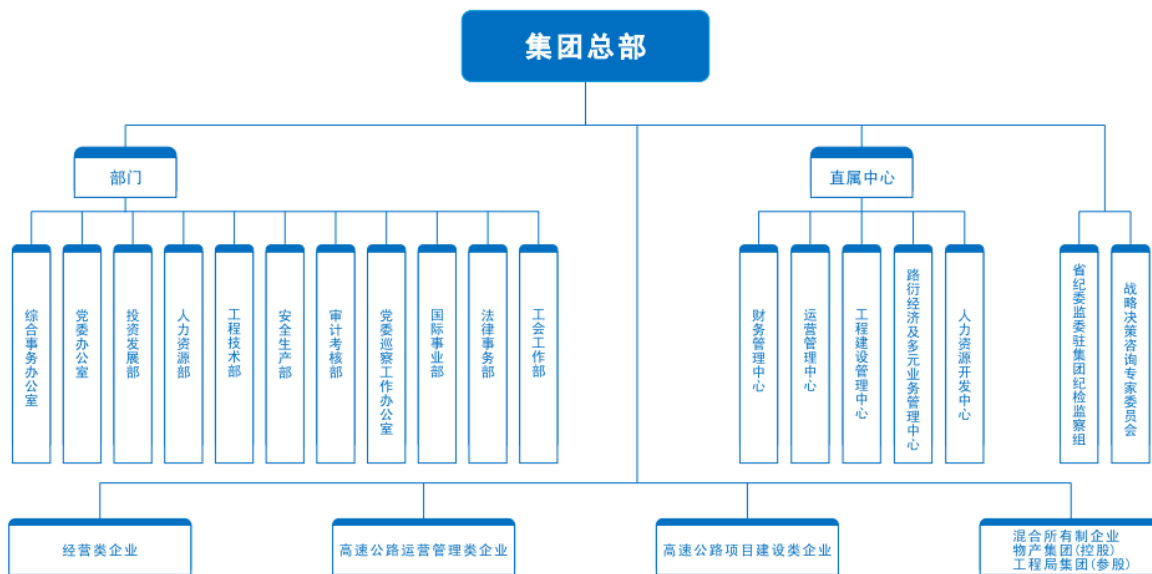 集团总部
部门
直属中心
综合事务办公室
党委办公室
投资发展部
人力资源部
工程技术部
安全生产部
审计考核部
党委巡察工作办公室
国际事业部
法律事务部
工会工作部
财务管理中心
运营管理中心
工程建设管理中心
路衍经济及多元业务管理中心
人力资源开发中心
省纪委监委驻集团纪检监察组
战略决策咨询专家委员会
经营类企业
高速公路运营管理类企业
高速公路项目建设类企业
混合所有制企业
物产集团(控股)
工程局集团(参股)